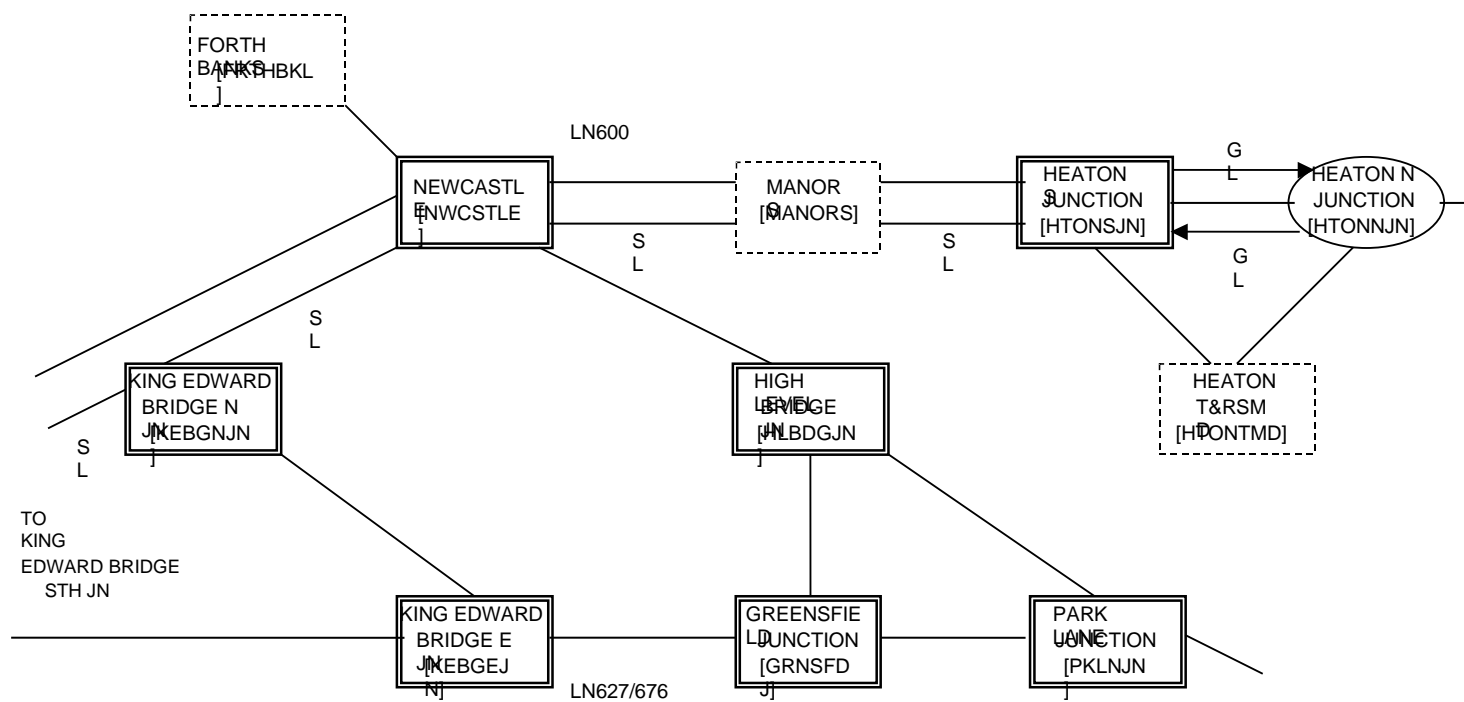 FORTH
BANKS
[FRTHBKL
]
LN600
NEWCASTL
E
[NWCSTLE
]
MANOR
S
[MANORS]
HEATON
S
JUNCTION
[HTONSJN]
G
L
HEATON N
JUNCTION
[HTONNJN]
S
L
S
L
G
L
S
L
KING EDWARD
BRIDGE N
JN
[KEBGNJN
]
HIGH
LEVEL
BRIDGE
JN
[HLBDGJN
]
HEATON
T&RSM
D
[HTONTMD]
S
L
TO
KING
EDWARD BRIDGE
STH JN
KING EDWARD
BRIDGE E
JN
[KEBGEJ
N]
GREENSFIE
LD
JUNCTION
[GRNSFD
J]
PARK
LANE
JUNCTION
[PKLNJN
]
LN627/676